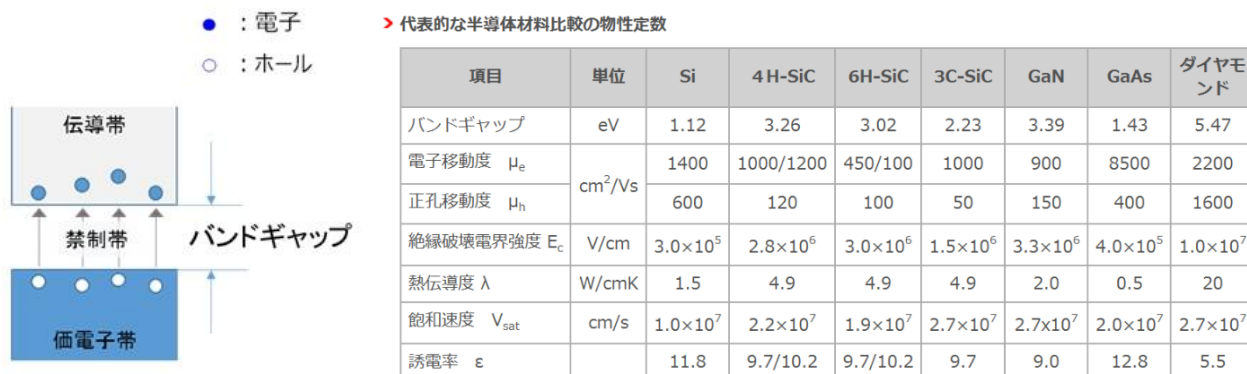 ● ：電子
○ ：ホール
伝導帯
禁制帯
バンドギャップ
価電子帯
代表的な半導体材料比較の物性定数
項目 単位 Si 4H-SiC 6H-SiC 3C-SiC GaN GaAs ダイヤモンド
バンドギャップ eV 1.12 3.26 3.02 2.23 3.39 1.43 5.47
電子移動度 μe cm²/Vs 1400 1000/1200 450/100 1000 900 8500 2200
正孔移動度 μh 600 120 100 50 150 400 1600
絶縁破壊電界強度 Ec V/cm 3.0×10⁵ 2.8×10⁶ 3.0×10⁶ 1.5×10⁶ 3.3×10⁶ 4.0×10⁵ 1.0×10⁷
熱伝導度 λ W/cmK 1.5 4.9 4.9 4.9 2.0 0.5 20
飽和速度 Vsat cm/s 1.0×10⁷ 2.2×10⁷ 1.9×10⁷ 2.7×10⁷ 2.7x10⁷ 2.0×10⁷ 2.7×10⁷
誘電率 ε 11.8 9.7/10.2 9.7/10.2 9.7 9.0 12.8 5.5